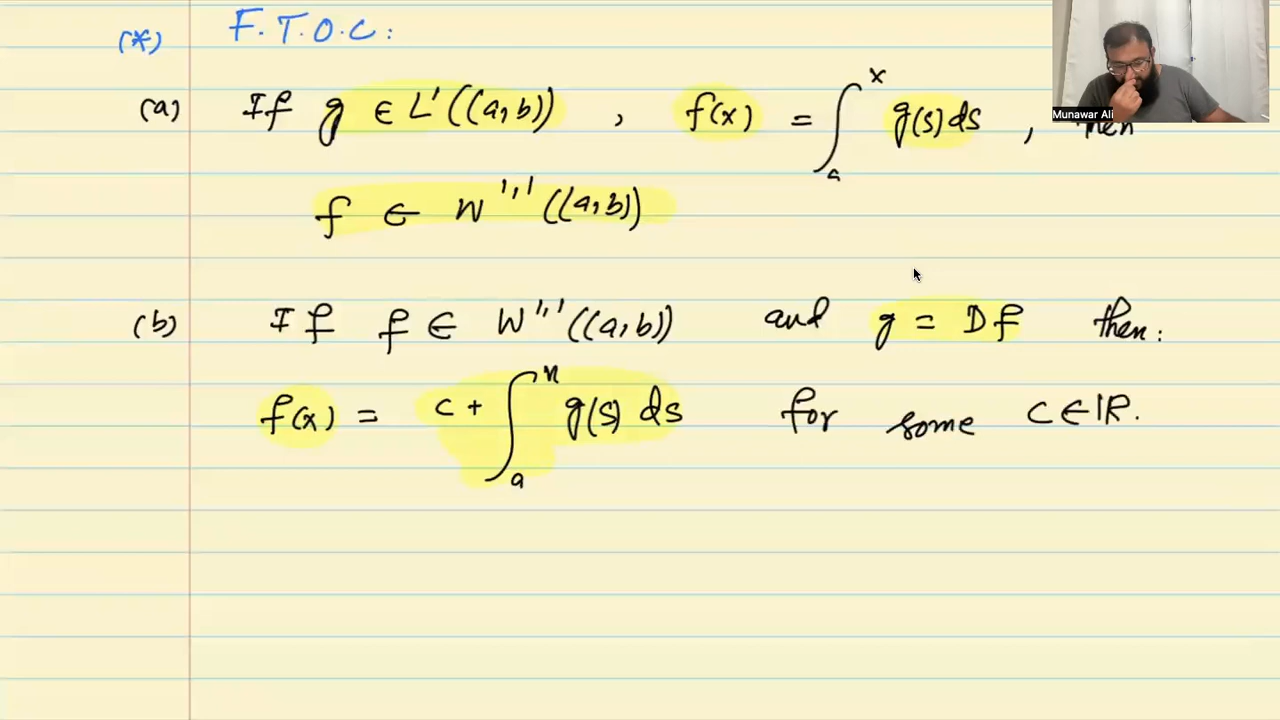 (*) F.T.O.C:
Munawar Ali
(a) If g ∈ L¹((a,b)) , f(x) = ∫ₐˣ g(s)ds , then
f ∈ W¹,¹((a,b))
(b) If f ∈ W¹,¹((a,b)) and g = Df then:
f(x) = c + ∫ₐˣ g(s) ds for some C∈ℝ.